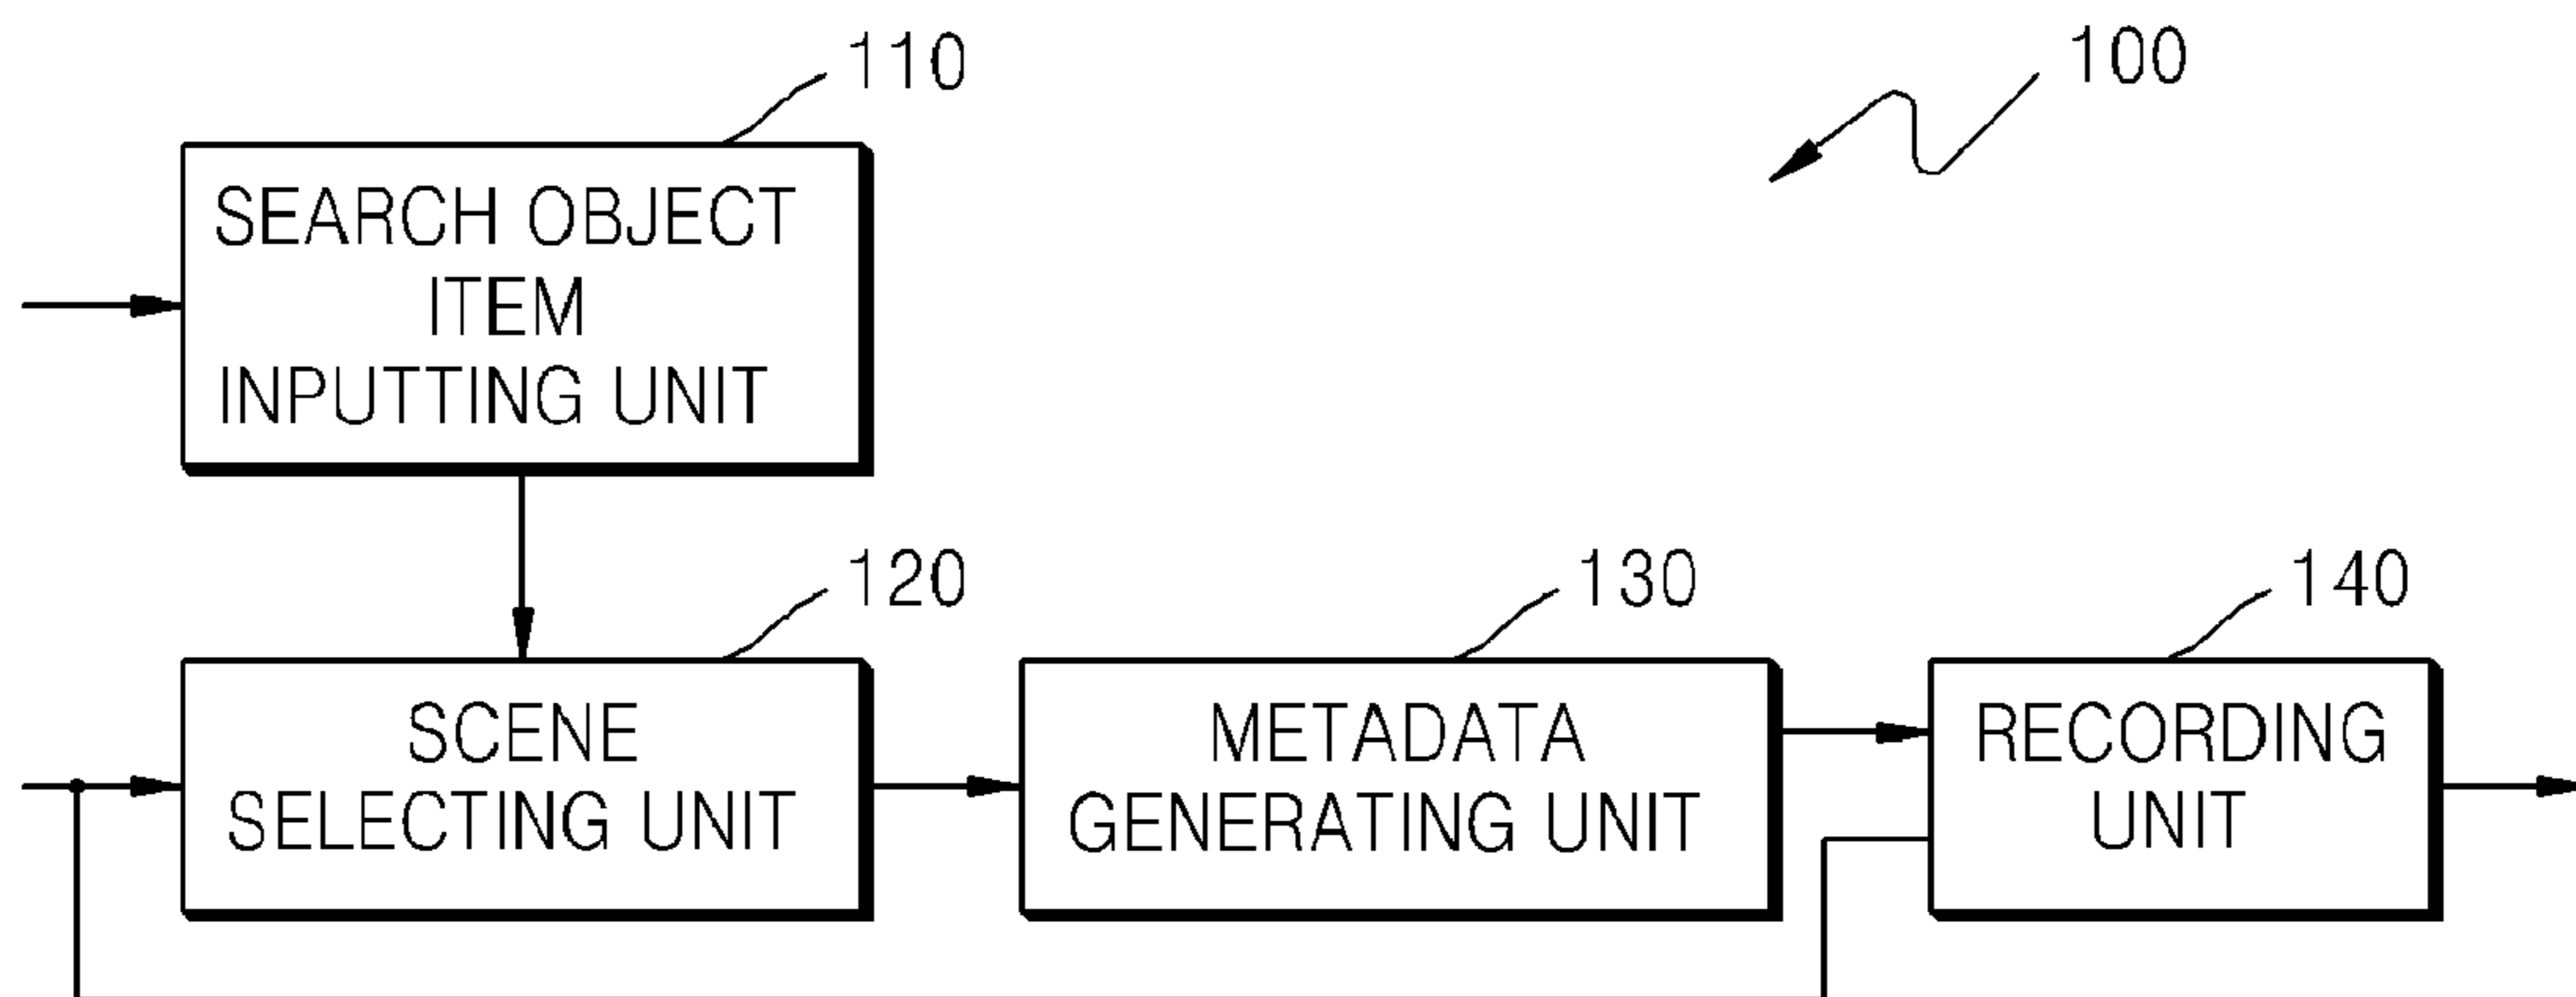 110
100
SEARCH OBJECT
ITEM
INPUTTING UNIT
120
130
140
SCENE
SELECTING UNIT
METADATA
GENERATING UNIT
RECORDING
UNIT